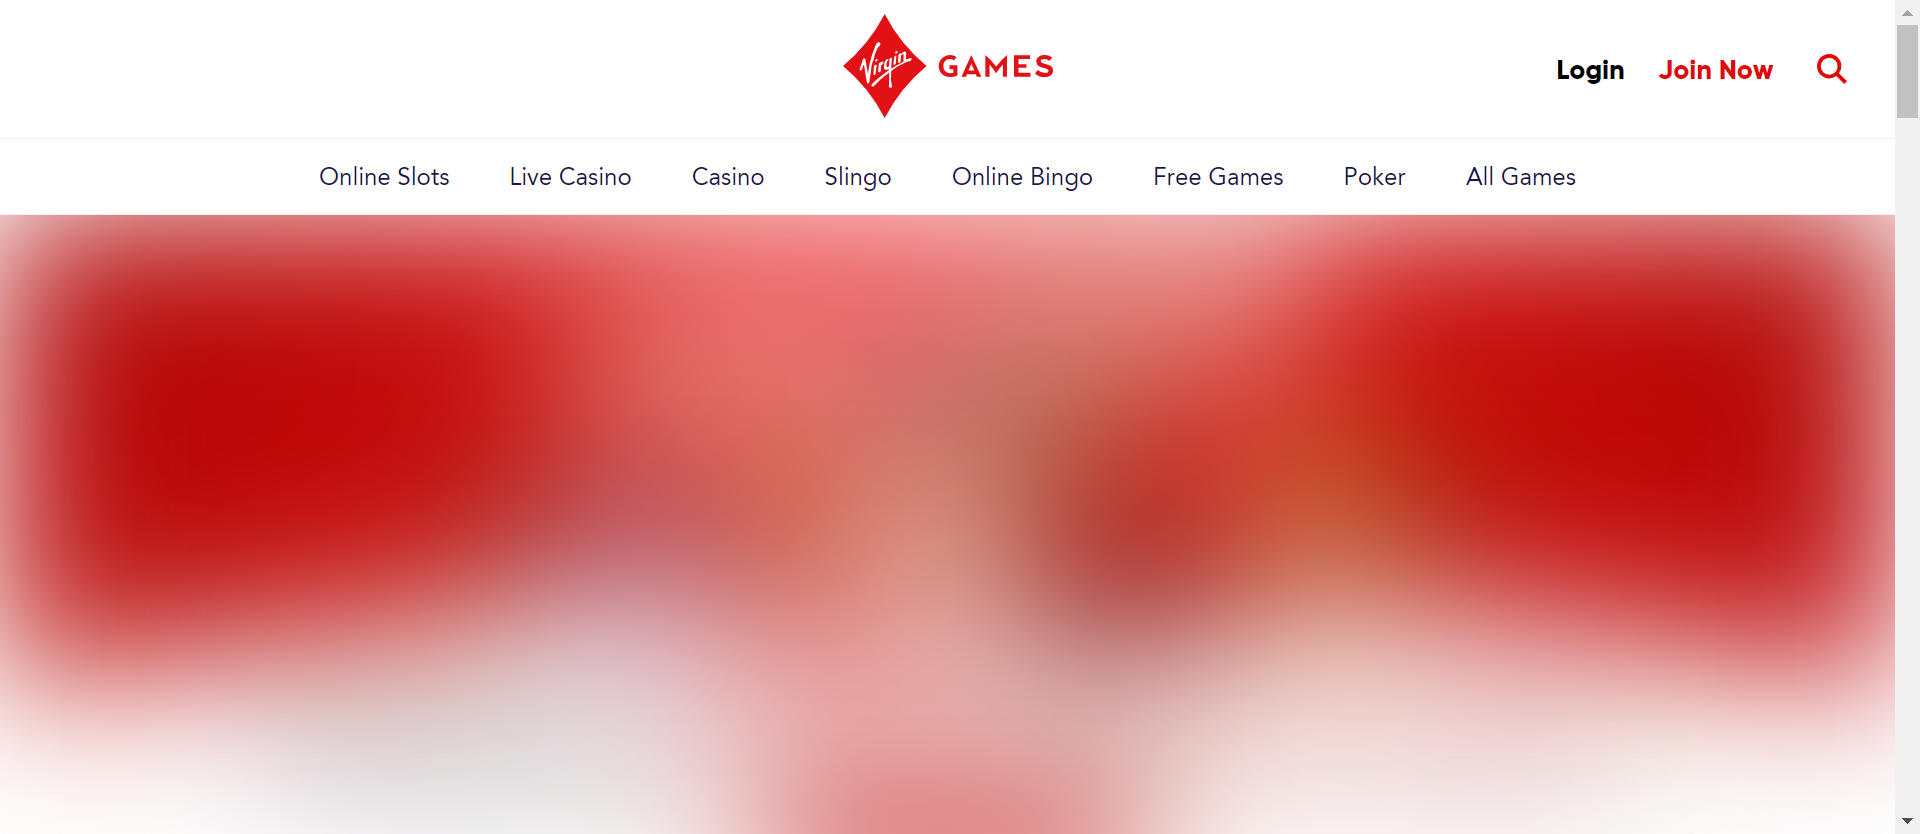 Virgin GAMES
Login Join Now
Online Slots Live Casino Casino Slingo Online Bingo Free Games Poker All Games